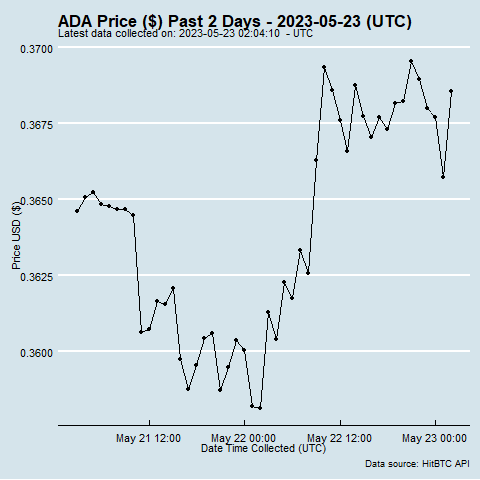 ADA Price ($) Past 2 Days - 2023-05-23 (UTC)
Latest data collected on: 2023-05-23 02:04:10 - UTC
0.3700
0.3675
0.3650
0.3625
0.3600
Price USD ($)
May 21 12:00
May 22 00:00
May 22 12:00
May 23 00:00
Date Time Collected (UTC)
Data source: HitBTC API